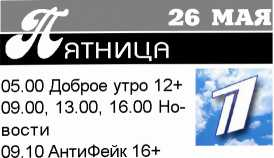 26 МАЯ
ПЯТНИЦА
05.00 Доброе утро 12+
09.00, 13.00, 16.00 Но-
вости
09.10 АнтиФейк 16+
1